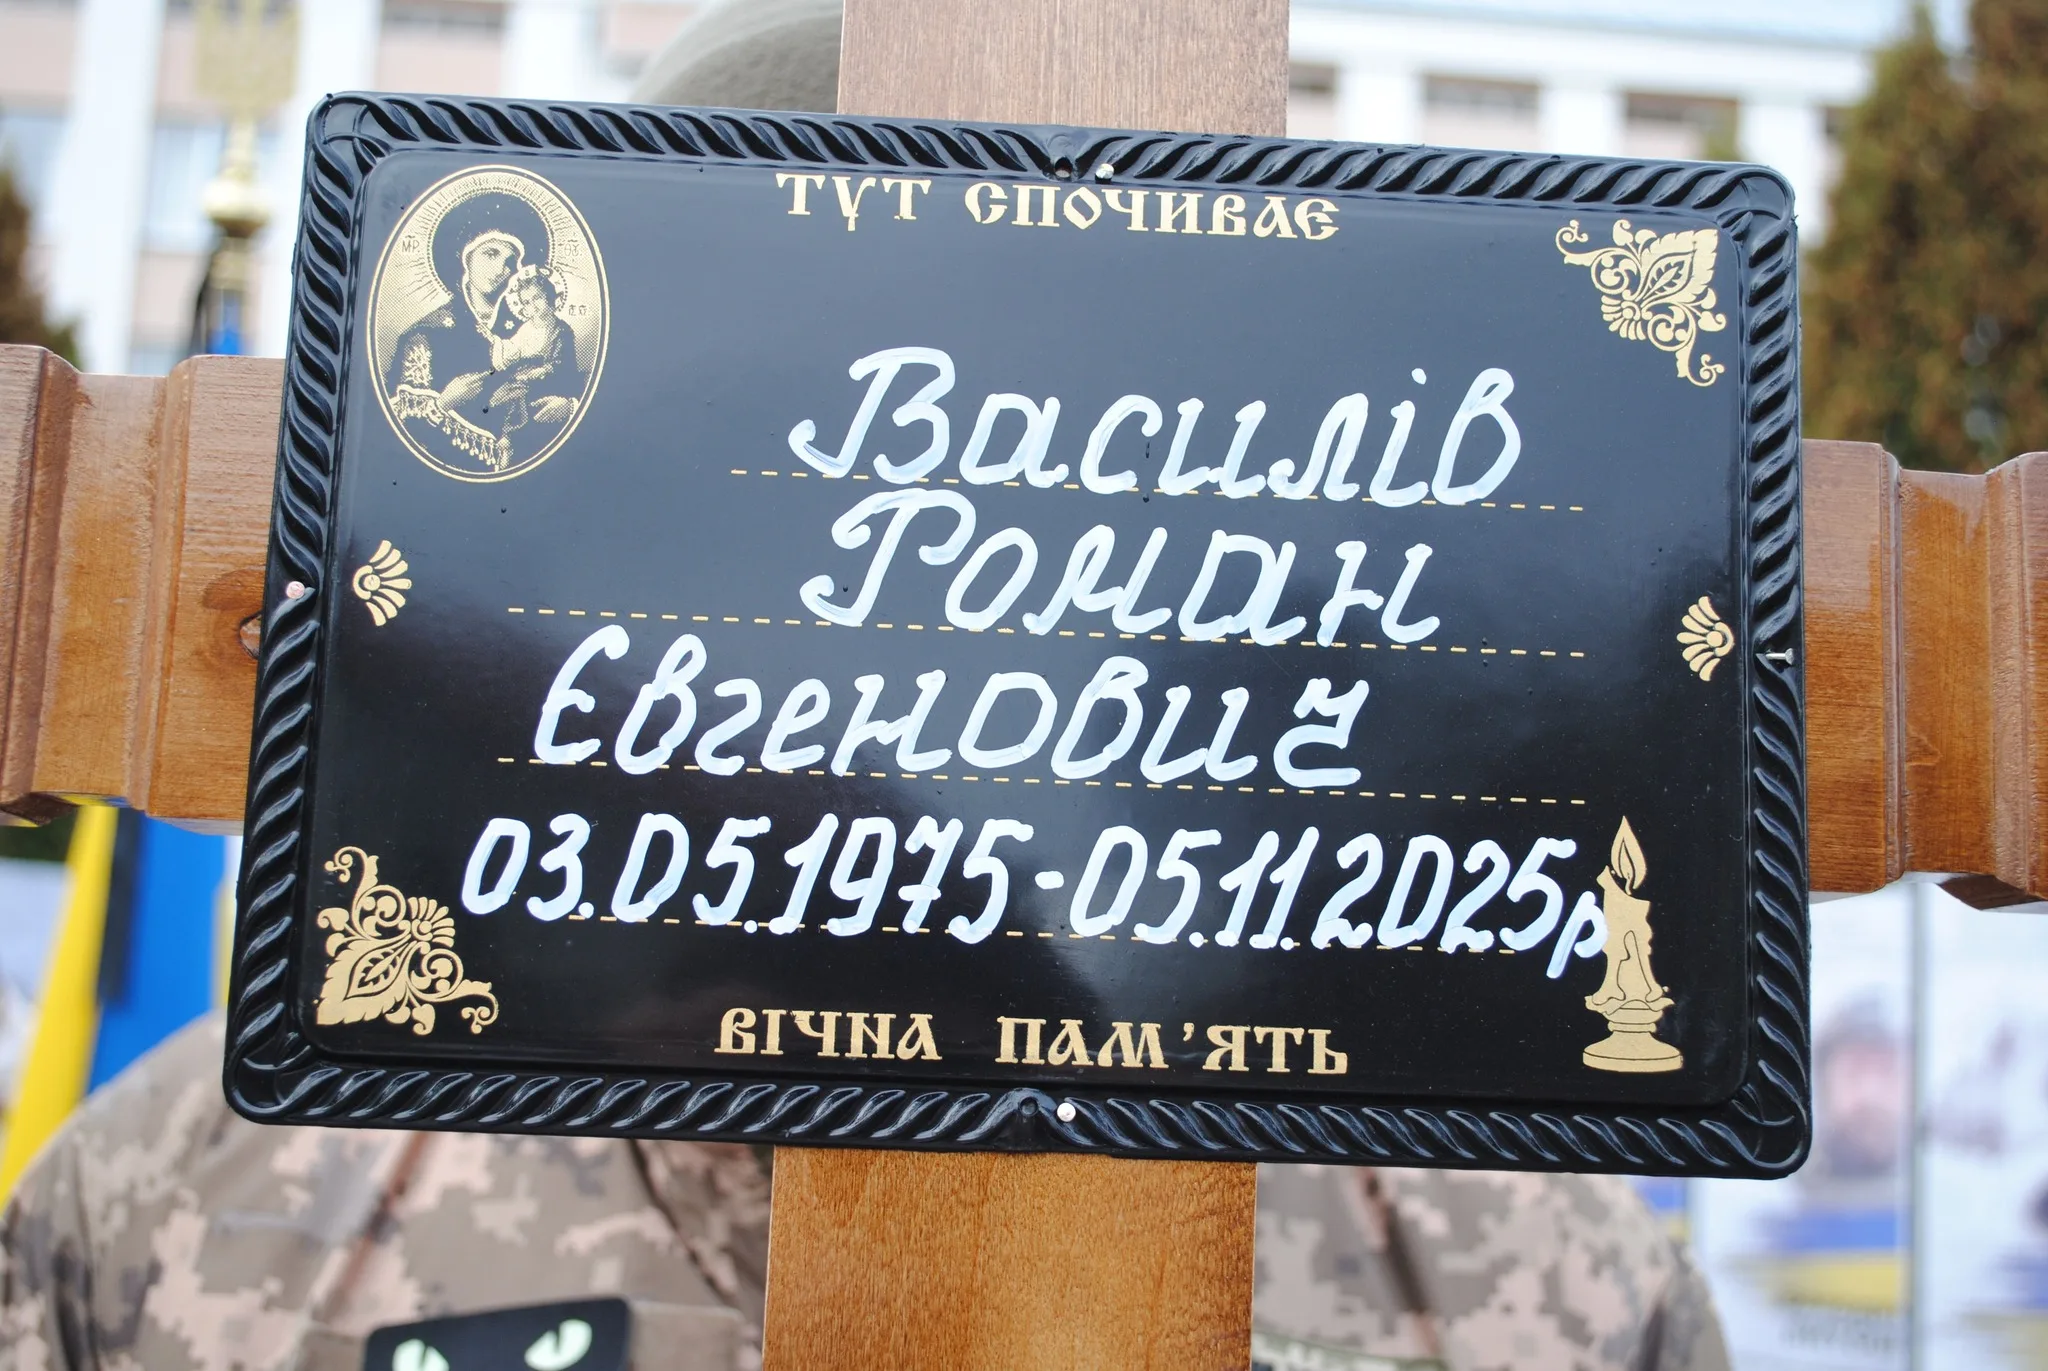 ТУТ СПОЧИВАЄ
Василів
Роман
Євгенович
03.05.1975-05.11.2025р
ВІЧНА ПАМ'ЯТЬ